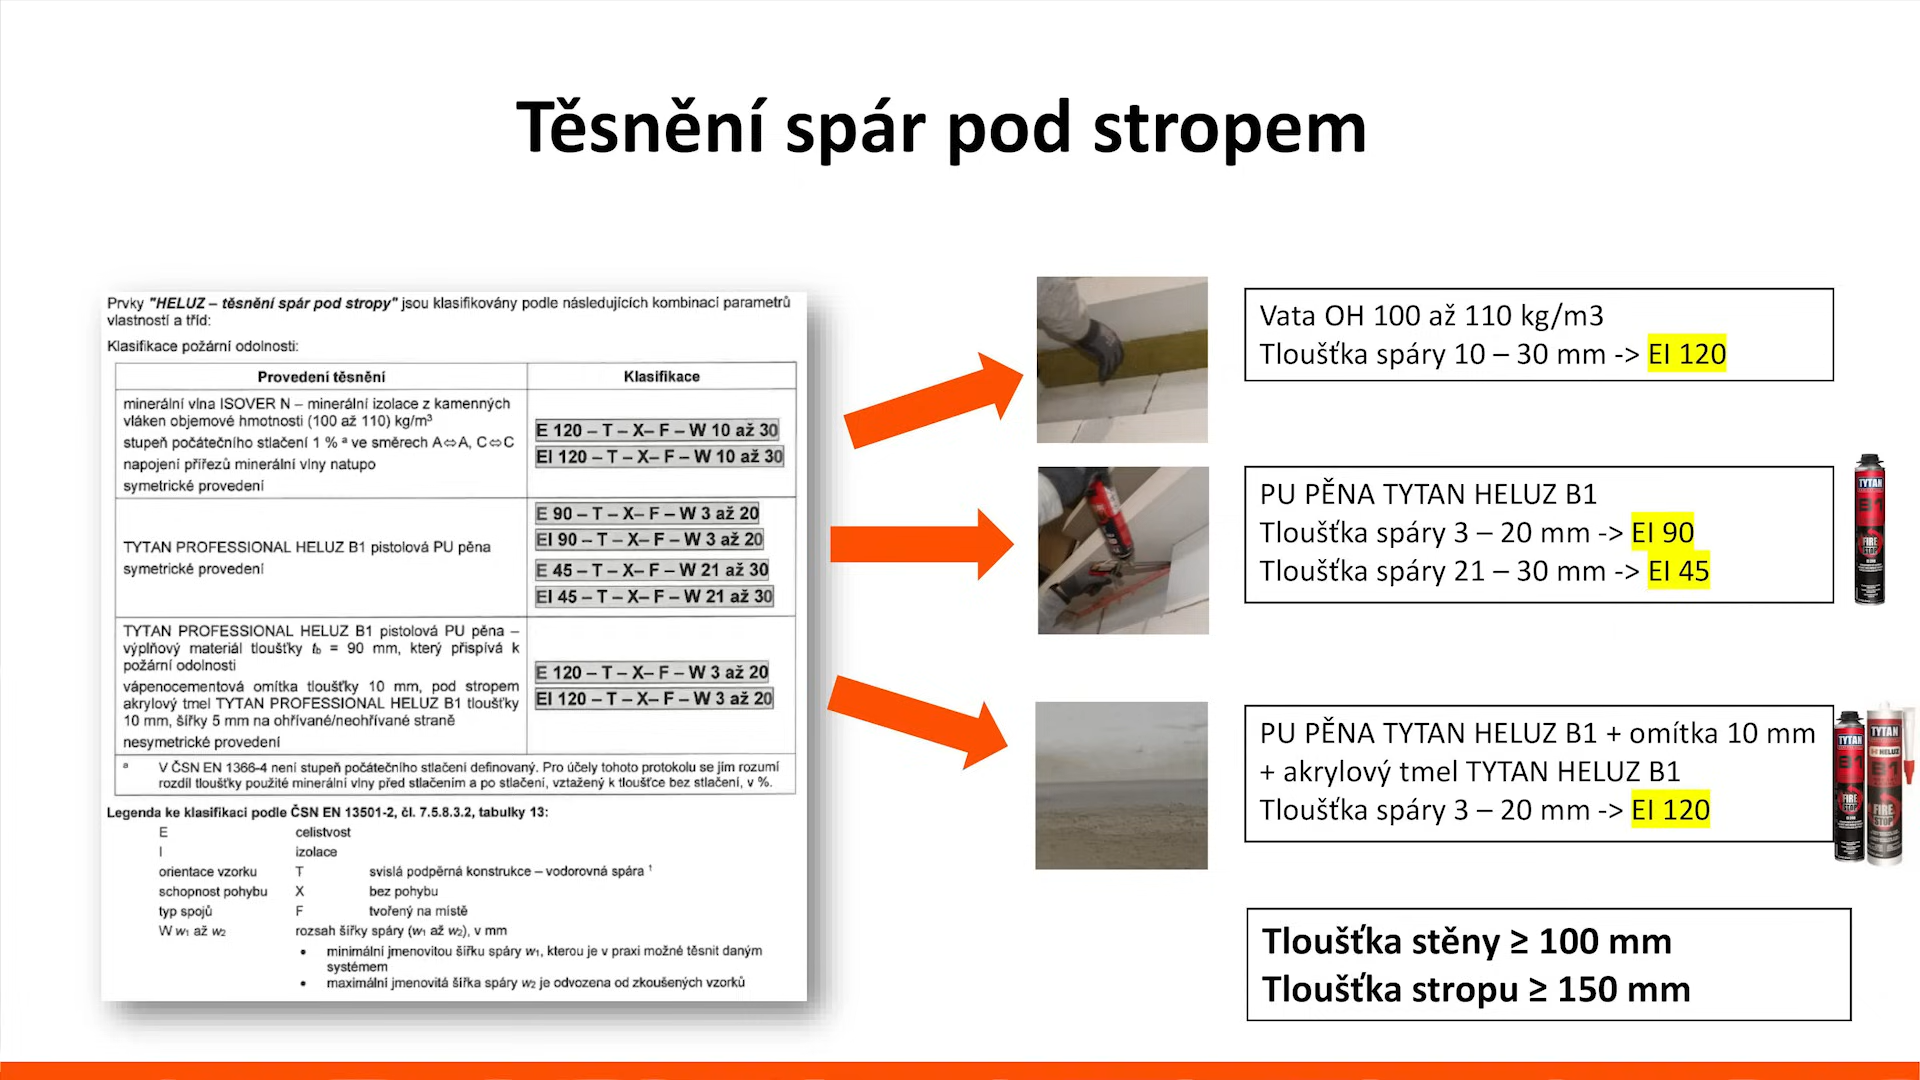 Těsnění spár pod stropem
Prvky "HELUZ – těsnění spár pod stropy" jsou klasifikovány podle následujících kombinací parametrů
vlastností a tříd:
Klasifikace požární odolnosti:
Provedení těsnění
Klasifikace
minerální vlna ISOVER N – minerální izolace z kamenných
vláken objemové hmotnosti (100 až 110) kg/m³
stupeň počátečního stlačení 1 % ᵃ ve směrech A⇔A, C⇔C
napojení přířezů minerální vlny natupo
symetrické provedení
E 120 – T – X– F – W 10 až 30
EI 120 – T – X– F – W 10 až 30
TYTAN PROFESSIONAL HELUZ B1 pistolová PU pěna
symetrické provedení
E 90 – T – X– F – W 3 až 20
EI 90 – T – X– F – W 3 až 20
E 45 – T – X– F – W 21 až 30
EI 45 – T – X– F – W 21 až 30
TYTAN PROFESSIONAL HELUZ B1 pistolová PU pěna –
výplňový materiál tloušťky tb = 90 mm, který přispívá k
požární odolnosti
vápenocementová omítka tloušťky 10 mm, pod stropem
akrylový tmel TYTAN PROFESSIONAL HELUZ B1 tloušťky
10 mm, šířky 5 mm na ohřívané/neohřívané straně
nesymetrické provedení
E 120 – T – X– F – W 3 až 20
EI 120 – T – X– F – W 3 až 20
a V ČSN EN 1366-4 není stupeň počátečního stlačení definovaný. Pro účely tohoto protokolu se jím rozumí
rozdíl tloušťky použité minerální vlny před stlačením a po stlačení, vztažený k tloušťce bez stlačení, v %.
Legenda ke klasifikaci podle ČSN EN 13501-2, čl. 7.5.8.3.2, tabulky 13:
E celistvost
I izolace
orientace vzorku T svislá podpěrná konstrukce – vodorovná spára ¹
schopnost pohybu X bez pohybu
typ spojů F tvořený na místě
W w₁ až w₂ rozsah šířky spáry (w₁ až w₂), v mm
• minimální jmenovitou šířku spáry w₁, kterou je v praxi možné těsnit daným
systémem
• maximální jmenovitá šířka spáry w₂ je odvozena od zkoušených vzorků
Vata OH 100 až 110 kg/m3
Tloušťka spáry 10 – 30 mm -> EI 120
PU PĚNA TYTAN HELUZ B1
Tloušťka spáry 3 – 20 mm -> EI 90
Tloušťka spáry 21 – 30 mm -> EI 45
TYTAN
B1
FIRE
STOP
PU PĚNA TYTAN HELUZ B1 + omítka 10 mm
+ akrylový tmel TYTAN HELUZ B1
Tloušťka spáry 3 – 20 mm -> EI 120
TYTAN
B1
FIRE
STOP
TYTAN
HELUZ
B1
FIRE
STOP
Tloušťka stěny ≥ 100 mm
Tloušťka stropu ≥ 150 mm